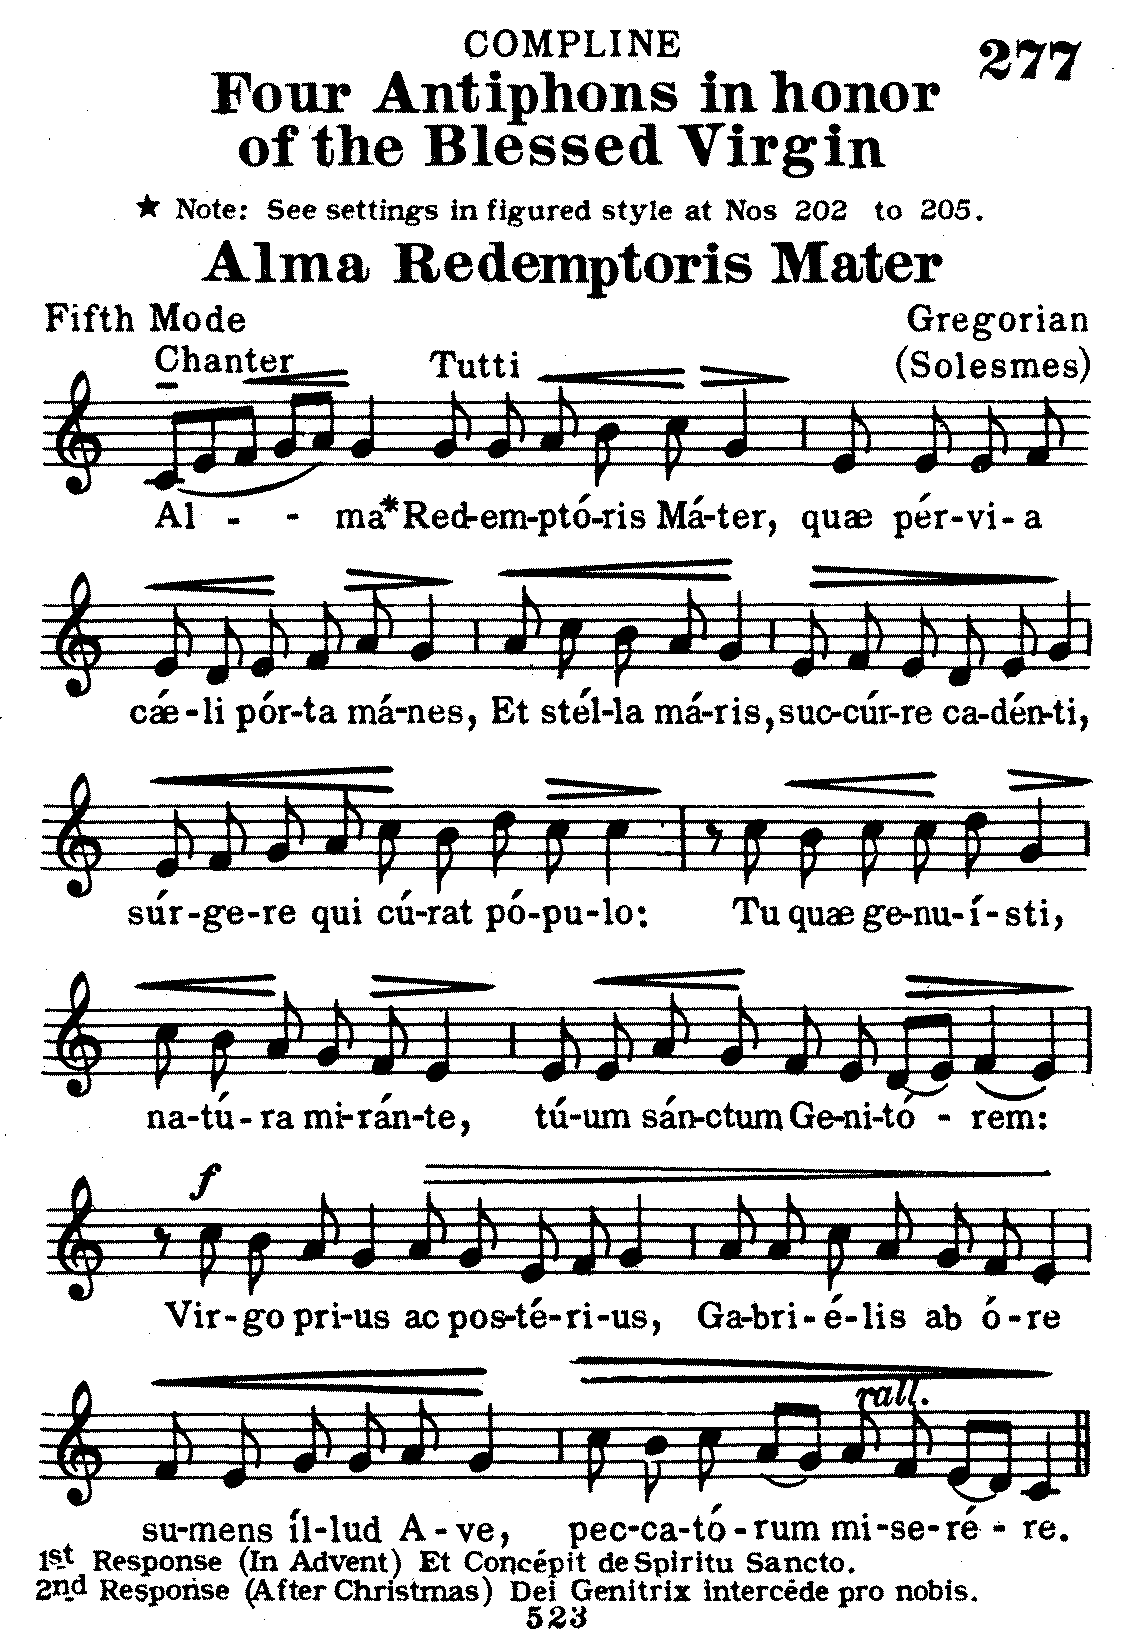 COMPLINE
277
Four Antiphons in honor
of the Blessed Virgin
★ Note: See settings in figured style at Nos 202 to 205.
Alma Redemptoris Mater
Fifth Mode
Gregorian
Chanter
Tutti
(Solesmes)
Al - - ma* Red-em-ptó-ris Má-ter, quæ pér-vi-a
cǽ-li pór-ta má-nes, Et stél-la má-ris, suc-cúr-re ca-dén-ti,
súr-ge-re qui cú-rat pó-pu-lo: Tu quæ ge-nu-í-sti,
na-tú-ra mi-rán-te, tú-um sán-ctum Ge-ni-tó - rem:
f
Vir-go pri-us ac pos-té-ri-us, Ga-bri-é-lis ab ó-re
rall.
su-mens íl-lud A-ve, pec-ca-tó-rum mi-se-ré - re.
1st Response (In Advent) Et Concépit de Spiritu Sancto.
2nd Response (After Christmas) Dei Genitrix intercéde pro nobis.
523